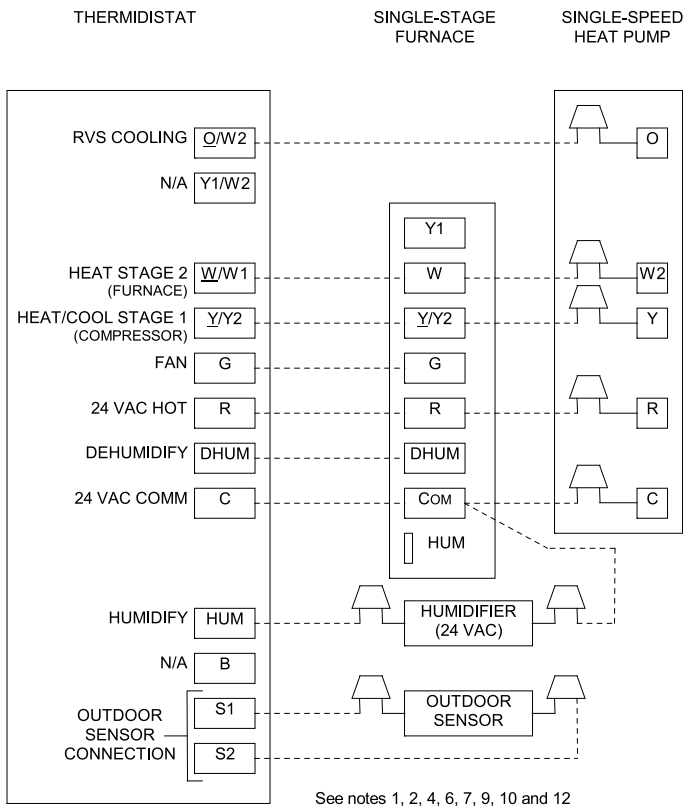 THERMIDISTAT
SINGLE-STAGE
FURNACE
SINGLE-SPEED
HEAT PUMP
RVS COOLING
O/W2
O
N/A
Y1/W2
Y1
HEAT STAGE 2
(FURNACE)
W/W1
W
W2
HEAT/COOL STAGE 1
(COMPRESSOR)
Y/Y2
Y/Y2
Y
FAN
G
G
24 VAC HOT
R
R
R
DEHUMIDIFY
DHUM
DHUM
24 VAC COMM
C
COM
C
HUM
HUMIDIFY
HUM
HUMIDIFIER
(24 VAC)
N/A
B
OUTDOOR
SENSOR
CONNECTION
S1
S2
OUTDOOR
SENSOR
See notes 1, 2, 4, 6, 7, 9, 10 and 12